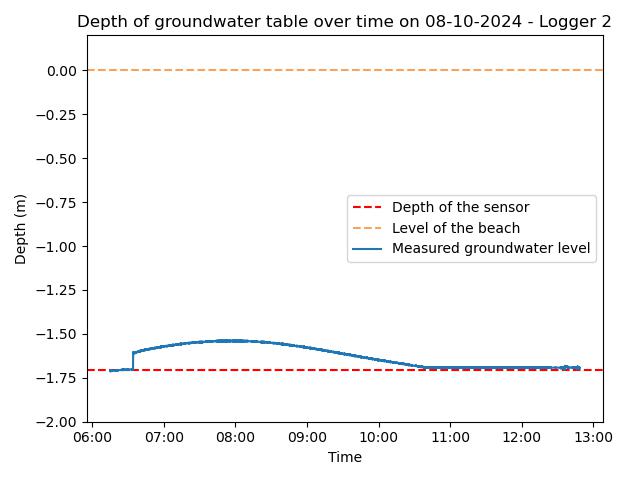 Depth of groundwater table over time on 08-10-2024 - Logger 2
0.00
−0.25
−0.50
−0.75
−1.00
−1.25
−1.50
−1.75
−2.00
Depth (m)
Depth of the sensor
Level of the beach
Measured groundwater level
06:00 07:00 08:00 09:00 10:00 11:00 12:00 13:00
Time